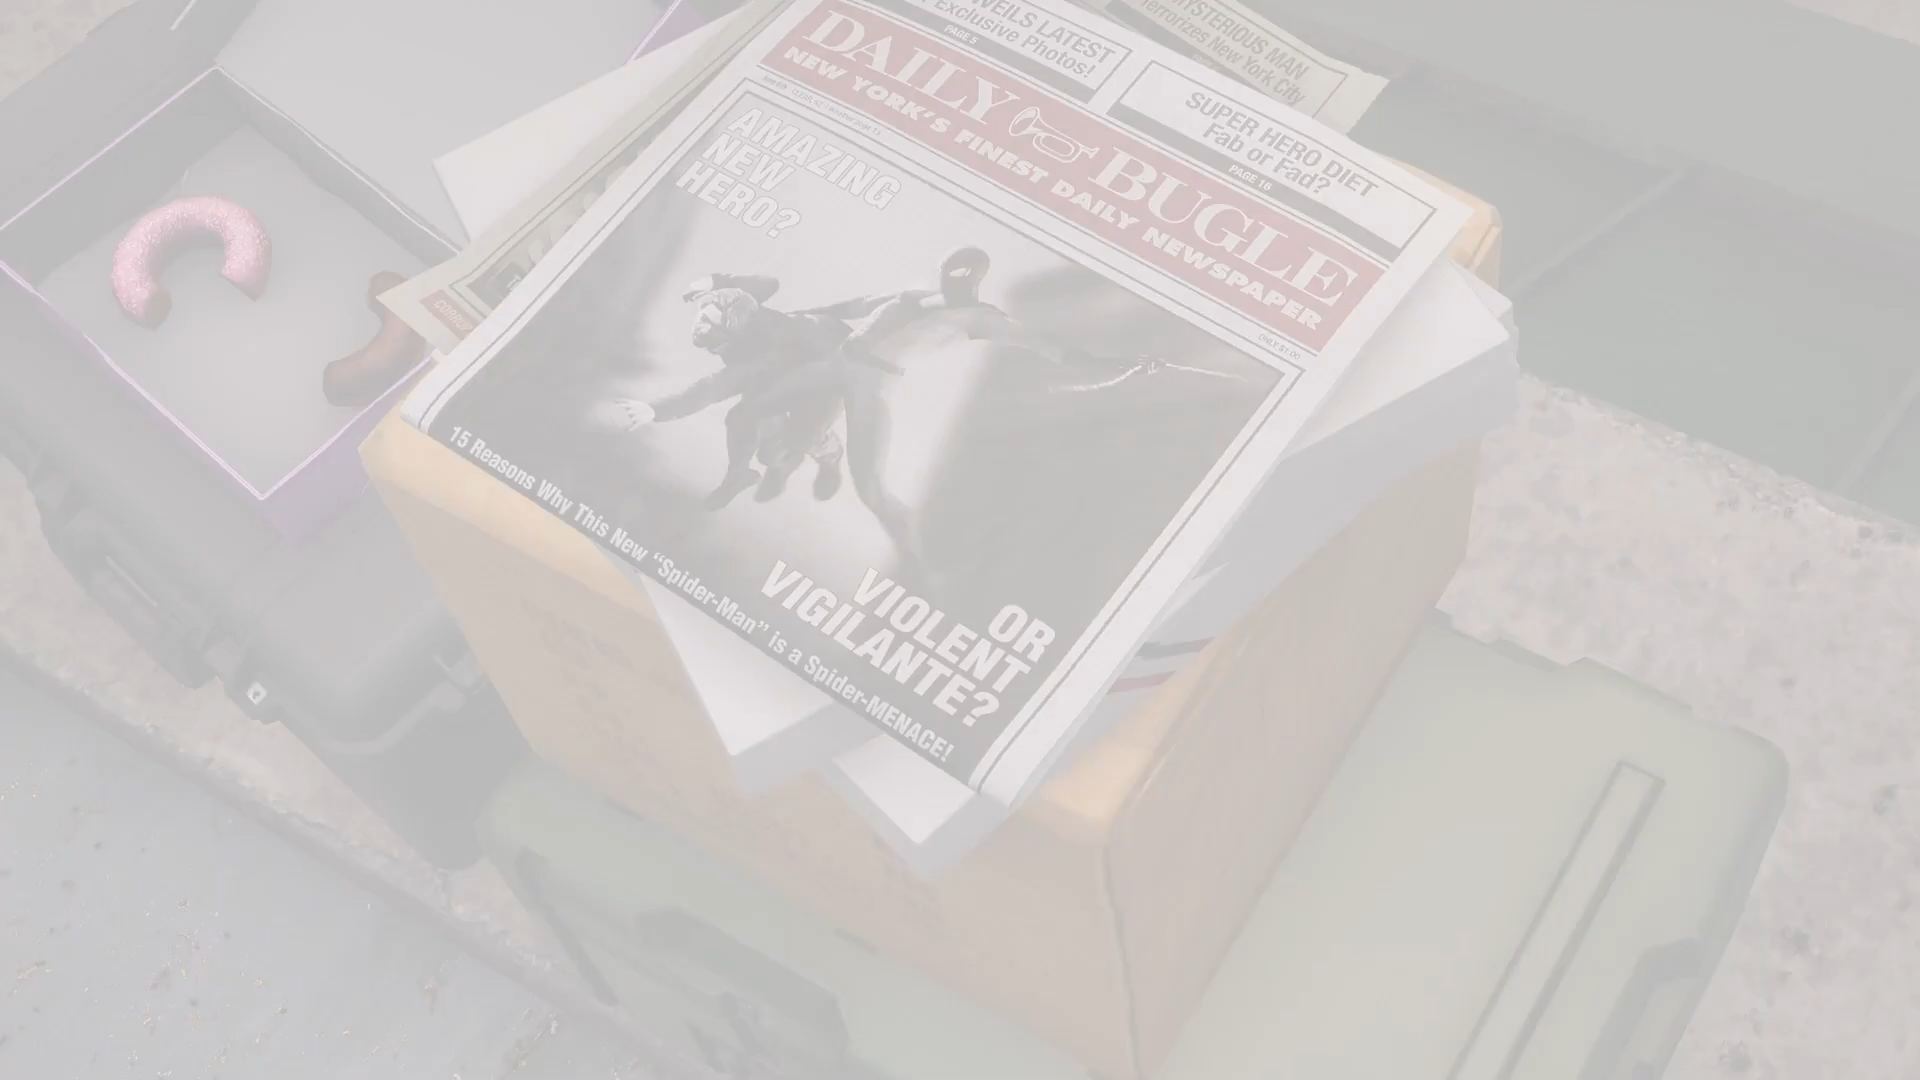 VEILS LATEST
Exclusive Photos!
PAGE 5
MYSTERIOUS MAN
Terrorizes New York City
SUPER HERO DIET
Fab or Fad?
PAGE 16
DAILY BUGLE
NEW YORK'S FINEST DAILY NEWSPAPER
ONLY $1.00
AMAZING
NEW
HERO?
OR
VIOLENT
VIGILANTE?
15 Reasons Why This New “Spider-Man” is a Spider-MENACE!